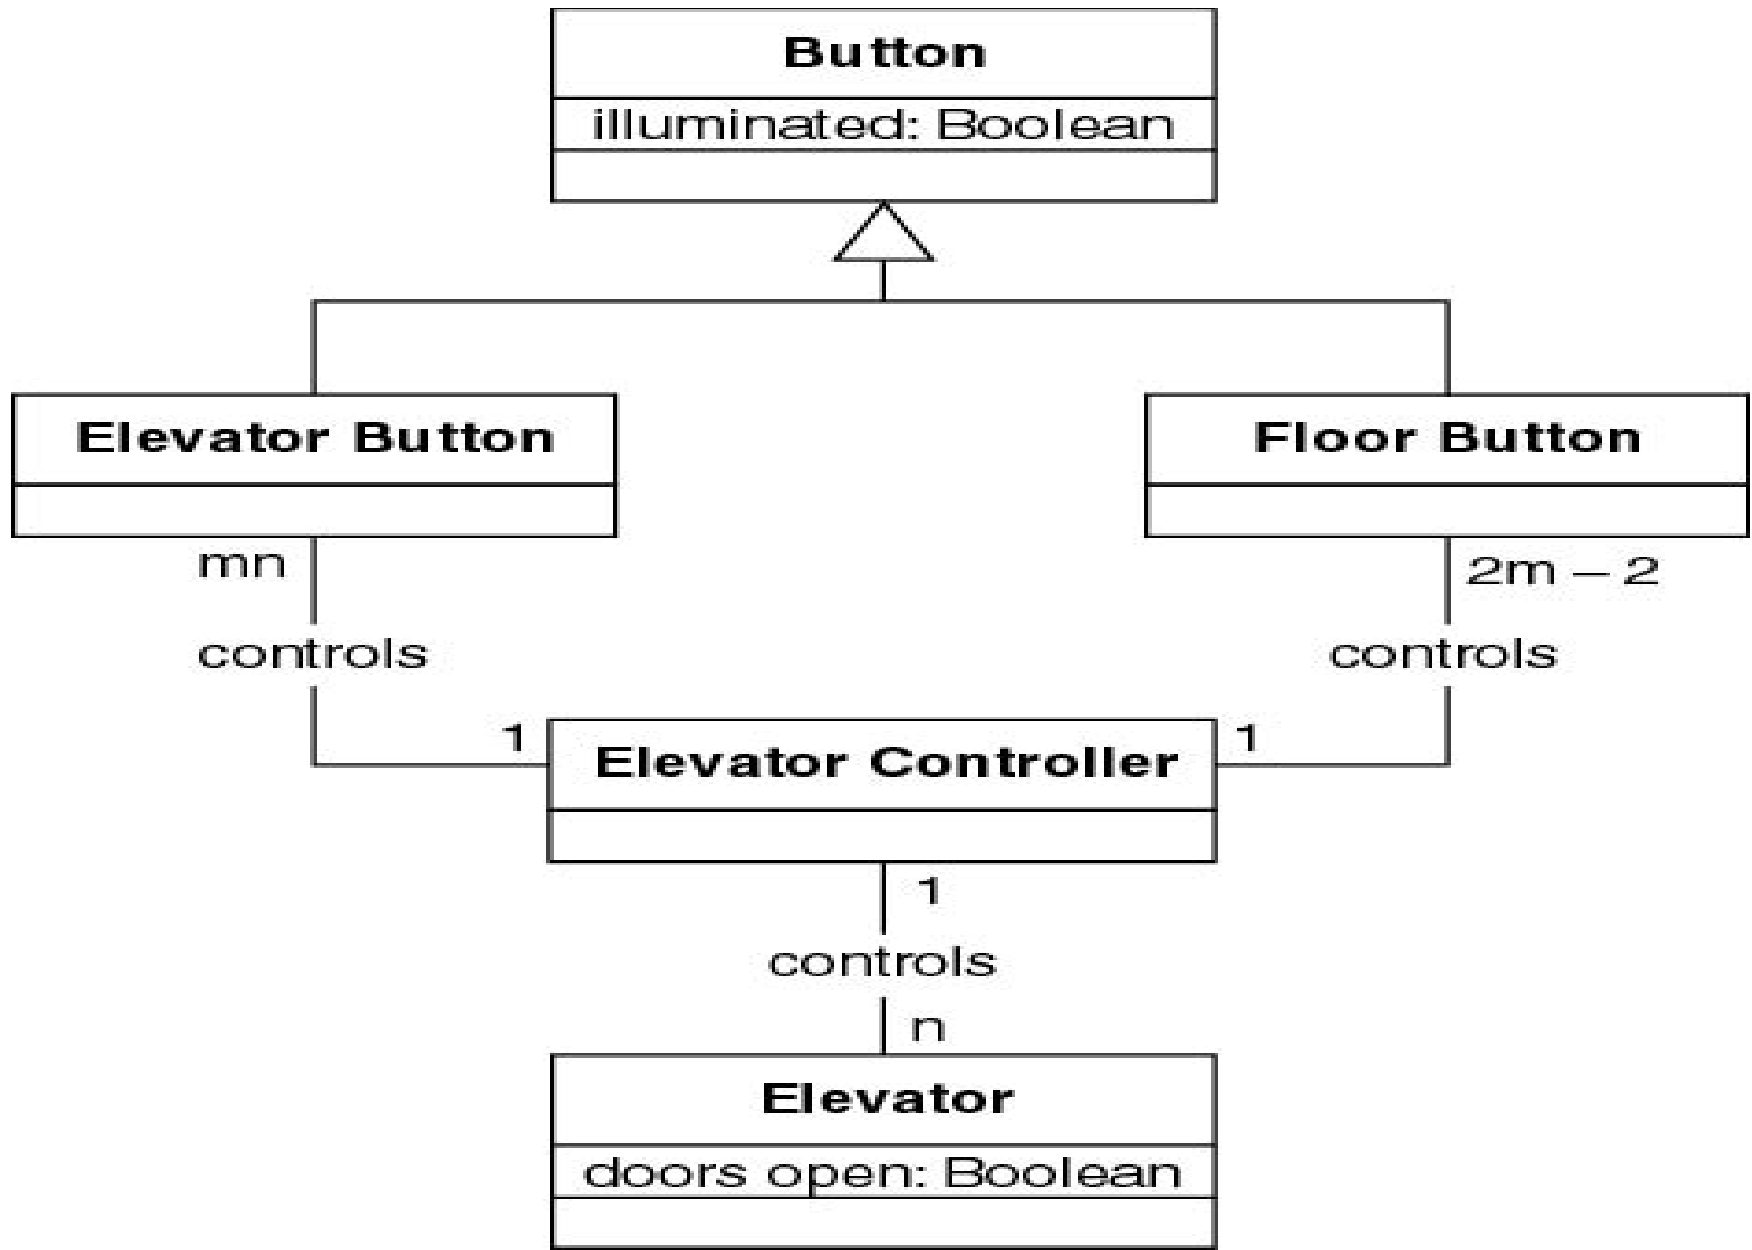 Button
illuminated: Boolean
Elevator Button
Floor Button
mn
2m – 2
controls
controls
1
1
Elevator Controller
1
controls
n
Elevator
doors open: Boolean